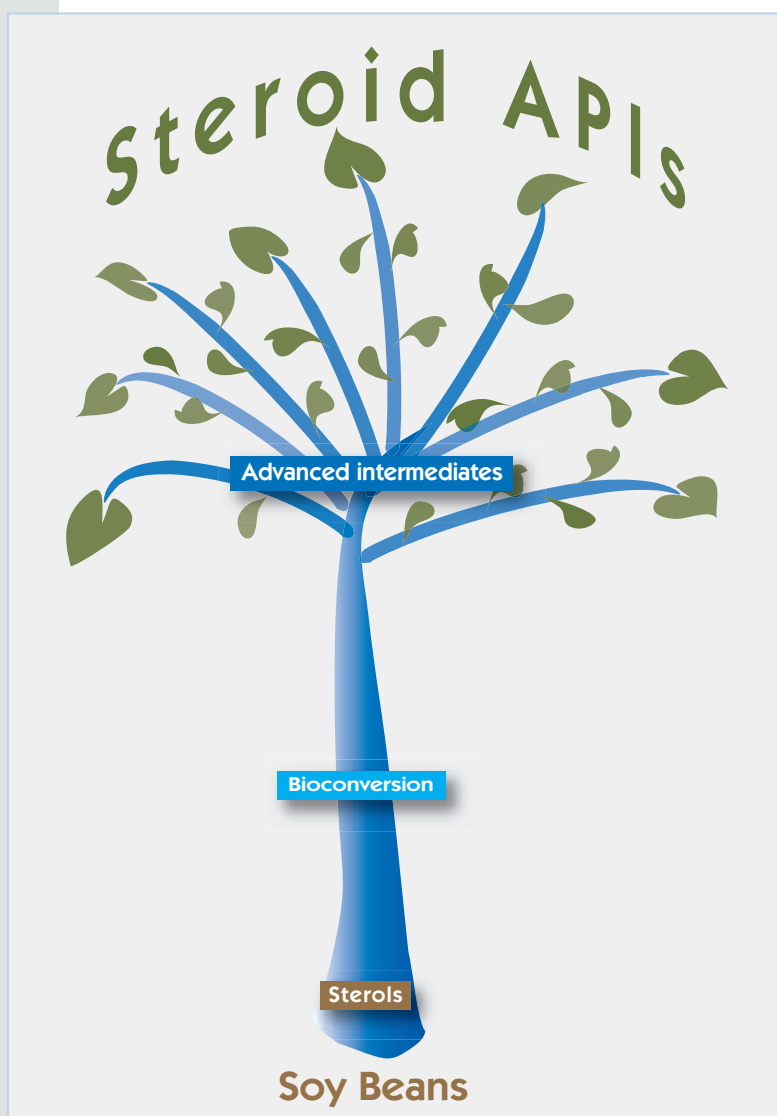 Steroid APIs
Advanced intermediates
Bioconversion
Sterols
Soy Beans